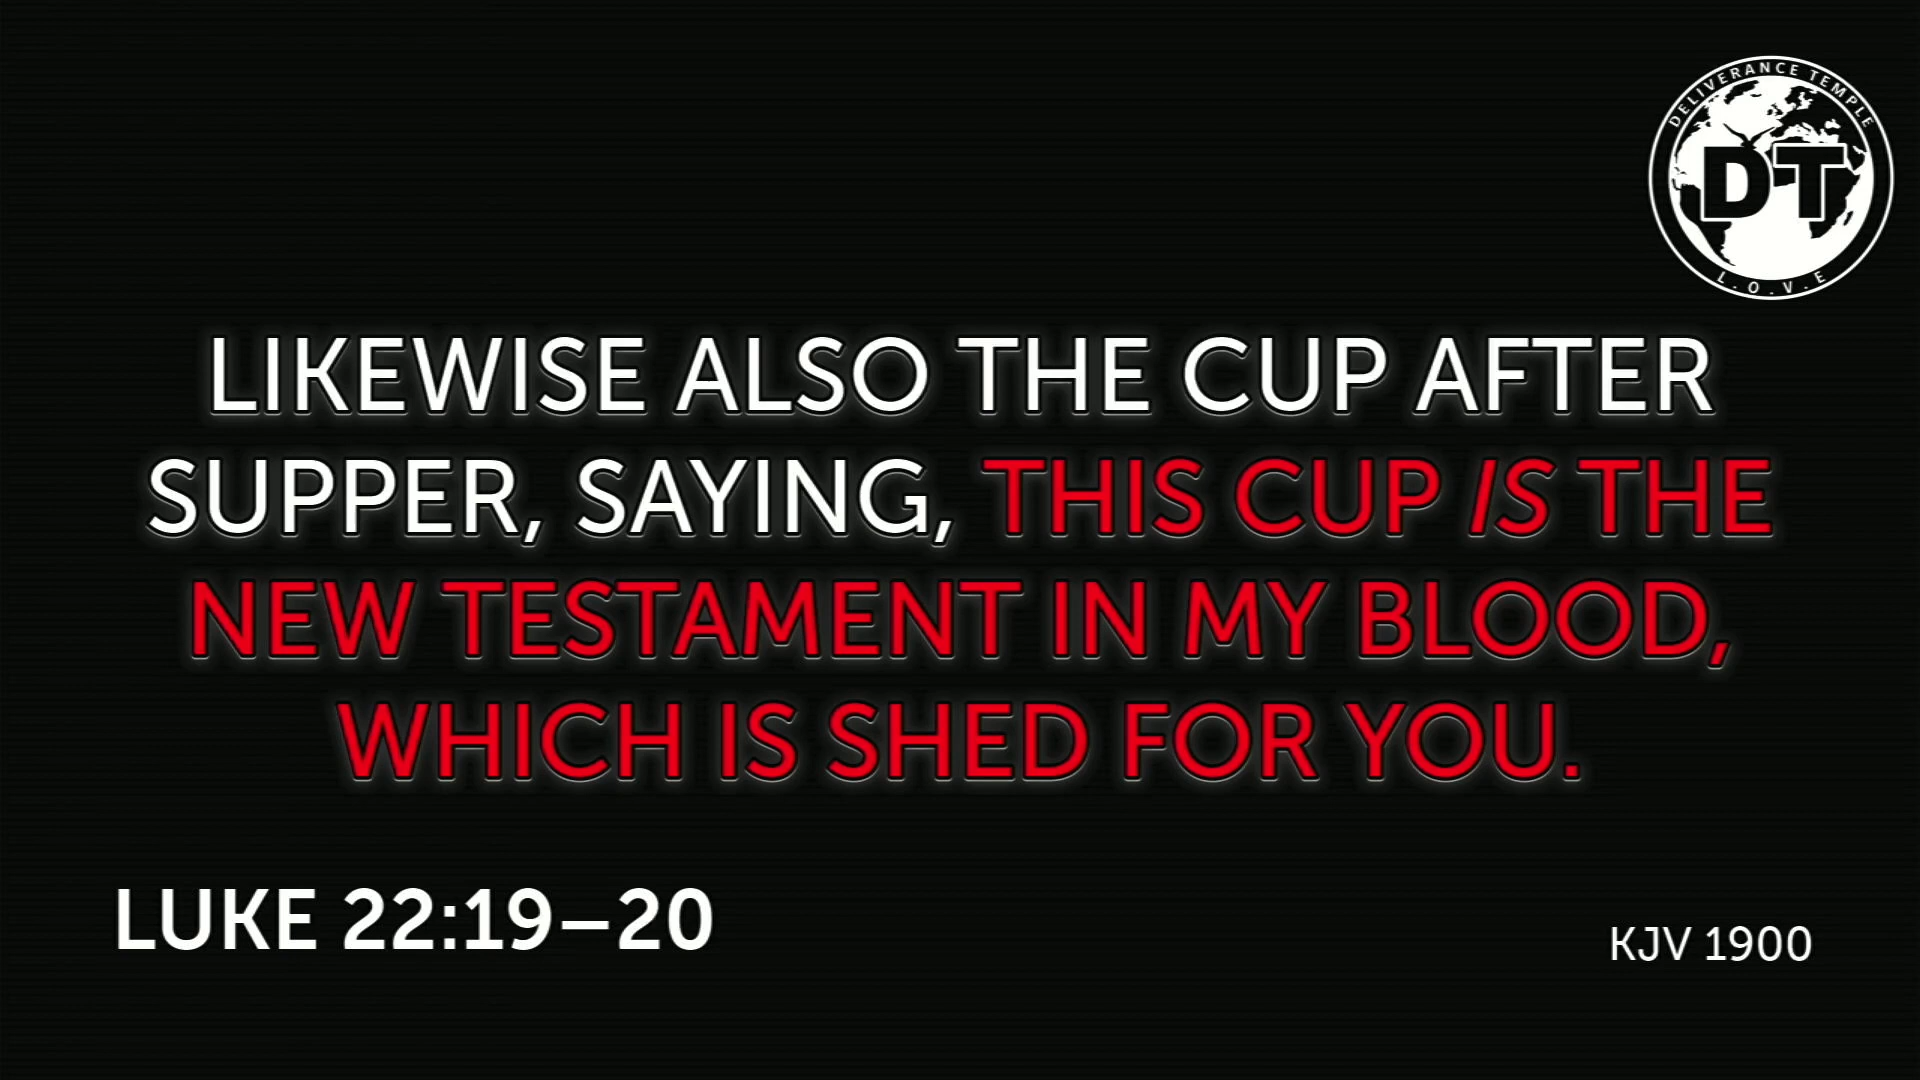 DELIVERANCE TEMPLE
DT
L.O.V.E
LIKEWISE ALSO THE CUP AFTER
SUPPER, SAYING, THIS CUP IS THE
NEW TESTAMENT IN MY BLOOD,
WHICH IS SHED FOR YOU.
LUKE 22:19–20
KJV 1900